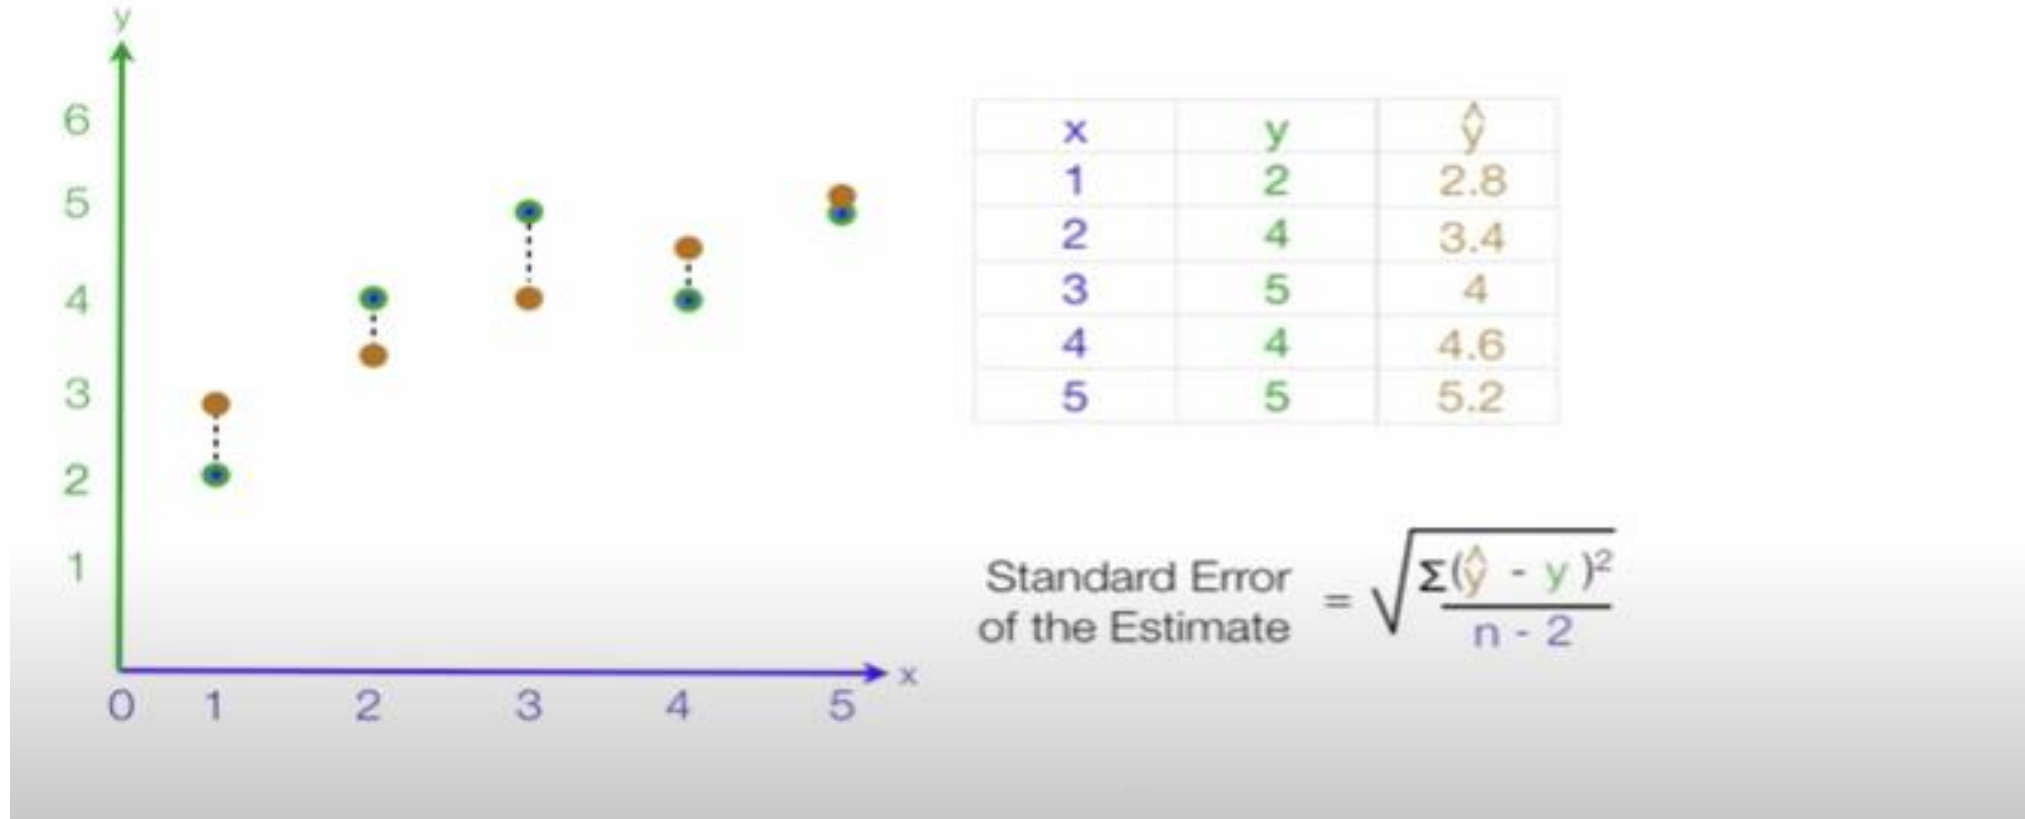 y
6
5
4
3
2
1
0 1 2 3 4 5 x
x y ŷ
1 2 2.8
2 4 3.4
3 5 4
4 4 4.6
5 5 5.2
Standard Error
of the Estimate = √ Σ(ŷ - y)²
n - 2